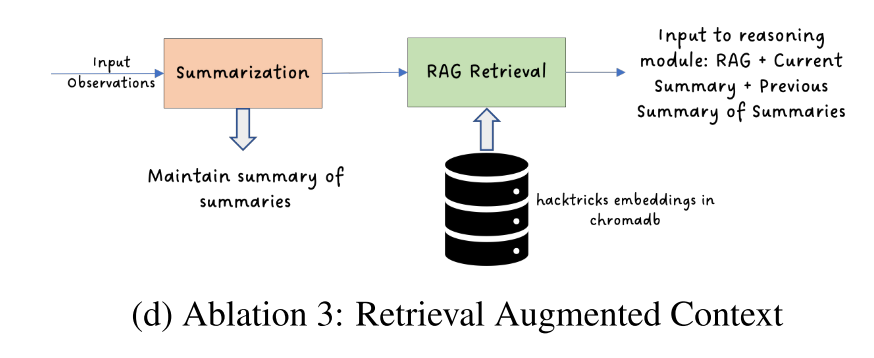 Input
Observations
Summarization
RAG Retrieval
Input to reasoning
module: RAG + Current
Summary + Previous
Summary of Summaries
Maintain summary of
summaries
hacktricks embeddings in
chromadb
(d) Ablation 3: Retrieval Augmented Context